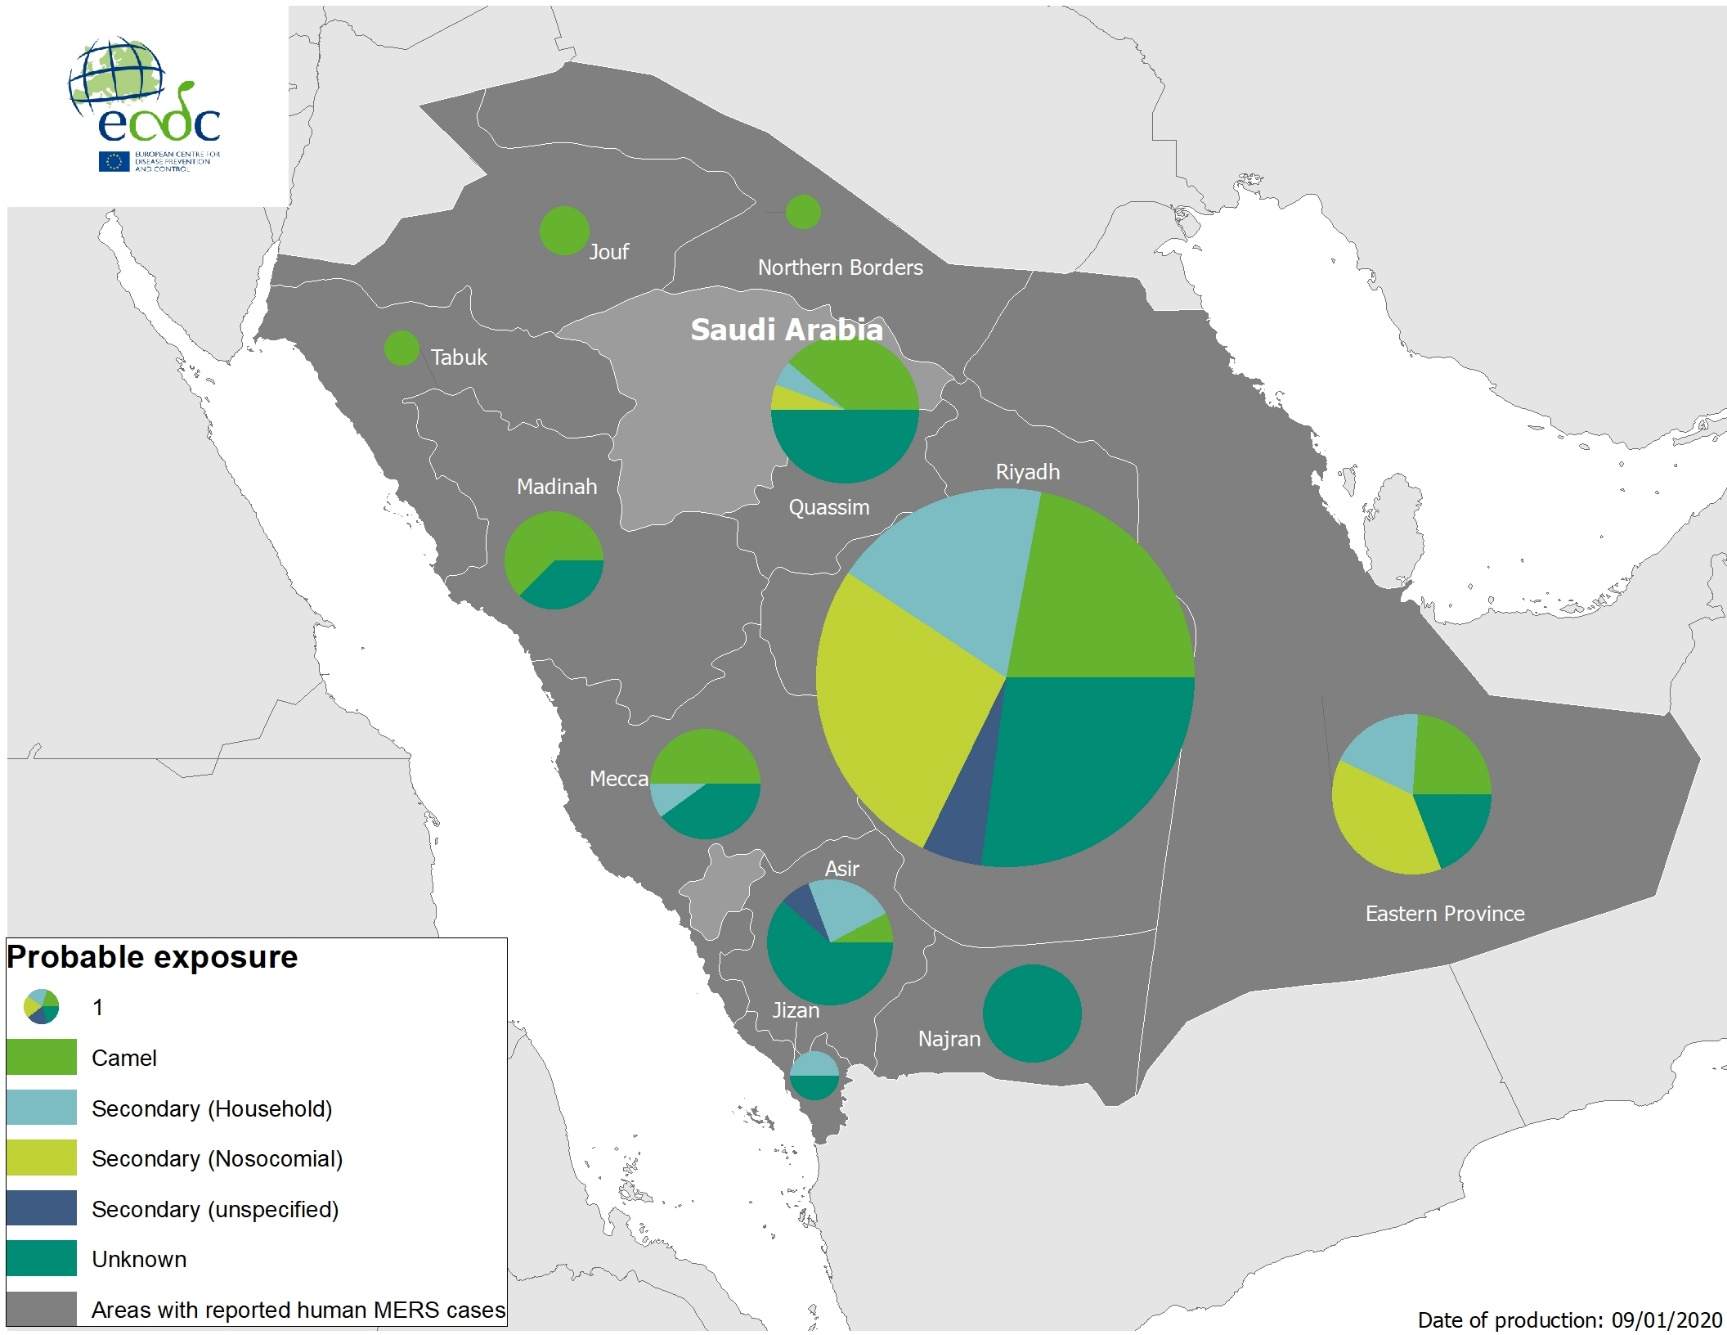 ecdc
EUROPEAN CENTRE FOR
DISEASE PREVENTION
AND CONTROL
Jouf
Northern Borders
Saudi Arabia
Tabuk
Madinah
Riyadh
Quassim
Mecca
Asir
Eastern Province
Jizan
Najran
Probable exposure
1
Camel
Secondary (Household)
Secondary (Nosocomial)
Secondary (unspecified)
Unknown
Areas with reported human MERS cases
Date of production: 09/01/2020